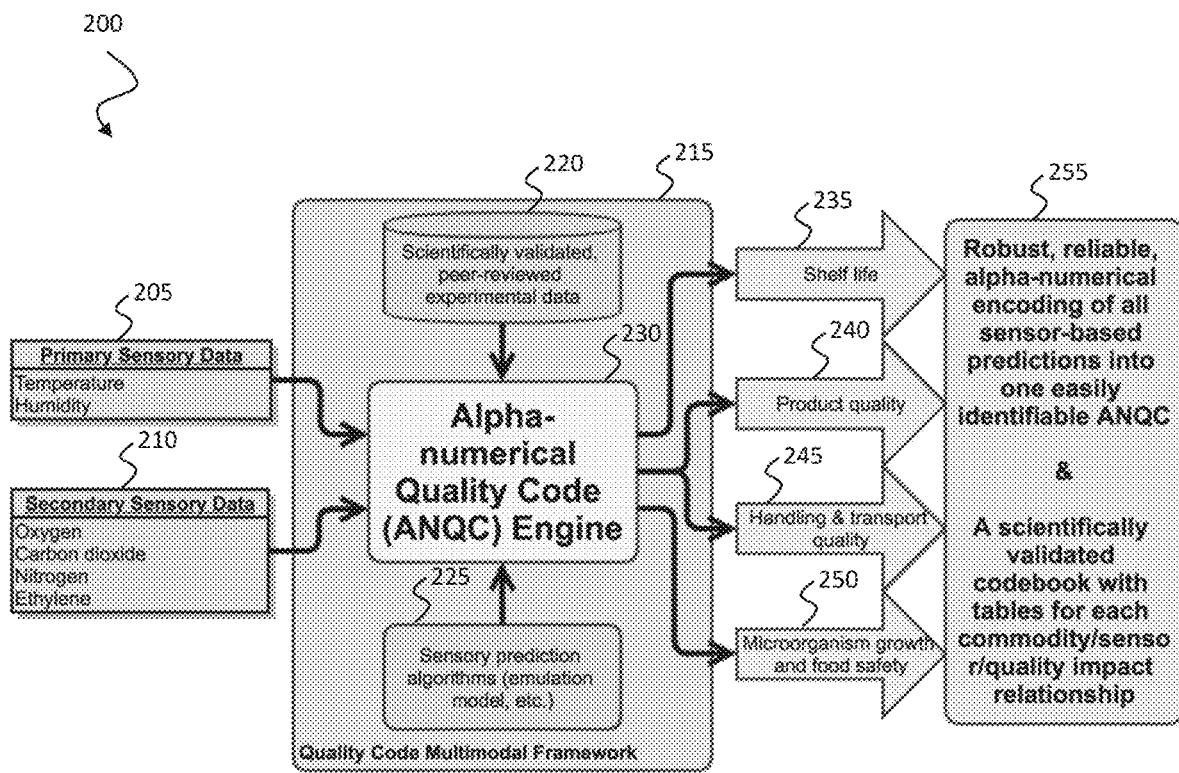 200
220
215
255
235
Scientifically validated,
peer-reviewed
experimental data
Shelf life
205
230
240
Primary Sensory Data
Temperature
Humidity
Product quality
210
Alpha-
numerical
Quality Code
(ANQC) Engine
245
Secondary Sensory Data
Oxygen
Carbon dioxide
Nitrogen
Ethylene
Handling & transport
quality
225
250
Sensory prediction
algorithms (emulation
model, etc.)
Microorganism growth
and food safety
Quality Code Multimodal Framework
Robust, reliable,
alpha-numerical
encoding of all
sensor-based
predictions into
one easily
identifiable ANQC
&
A scientifically
validated
codebook with
tables for each
commodity/senso
r/quality impact
relationship